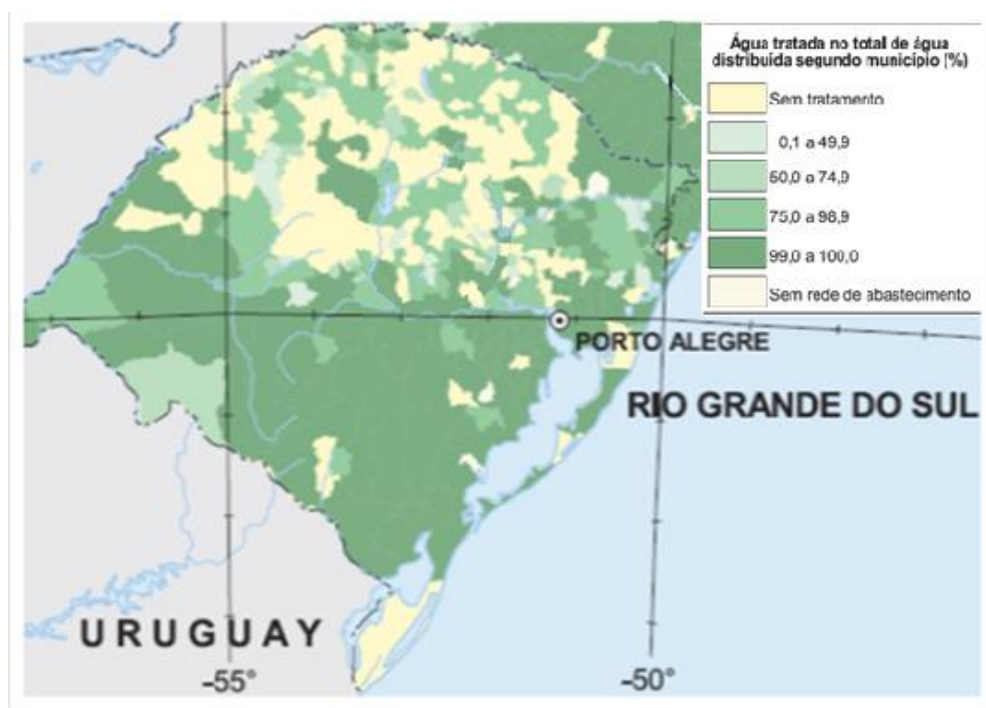 Água tratada no total de água
distribuída segundo município (%)
Sem tratamento
0,1 a 49,9
50,0 a 74,9
75,0 a 98,9
99,0 a 100,0
Sem rede de abastecimento
PORTO ALEGRE
RIO GRANDE DO SUL
URUGUAY
-55°
-50°